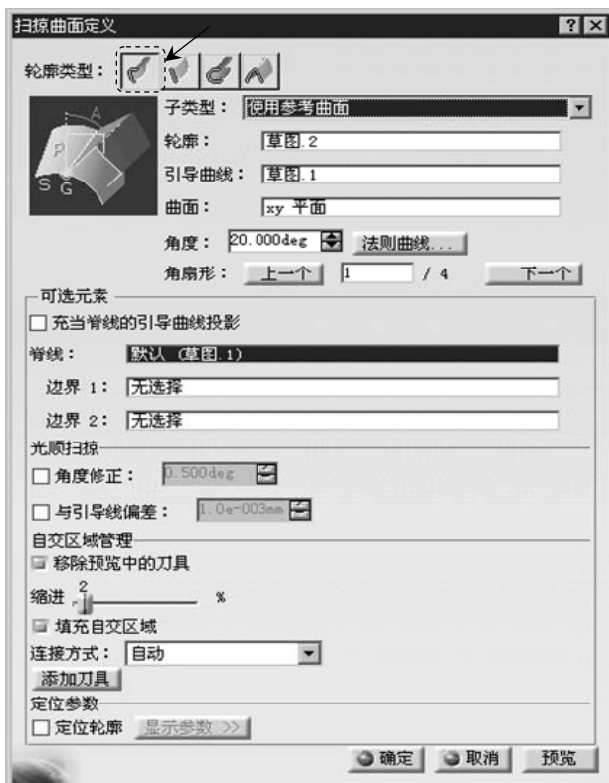 扫掠曲面定义
轮廓类型：
子类型： 使用参考曲面
轮廓： 草图.2
引导曲线： 草图.1
曲面： xy 平面
角度： 20.000deg 法则曲线...
角扇形： 上一个 1 / 4 下一个
可选元素
充当脊线的引导曲线投影
脊线： 默认 (草图.1)
边界 1: 无选择
边界 2: 无选择
光顺扫掠
角度修正： 0.500deg
与引导线偏差： 1.0e-003mm
自交区域管理
移除预览中的刀具
缩进 2 %
填充自交区域
连接方式： 自动
添加刀具
定位参数
定位轮廓 显示参数 >>
确定 取消 预览
A
P
S G